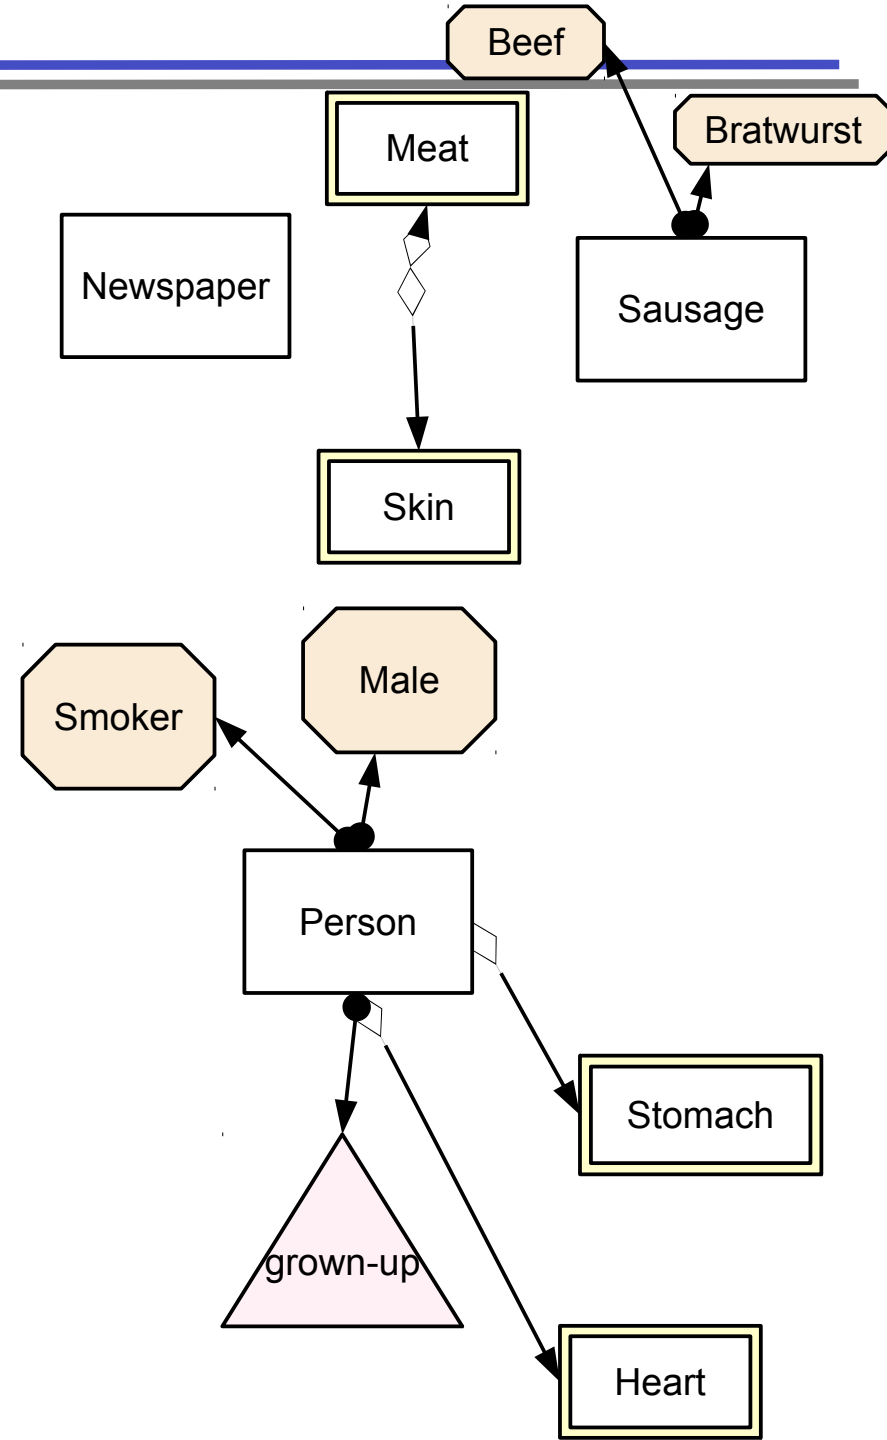 Beef
Bratwurst
Meat
Newspaper
Sausage
Skin
Male
Smoker
Person
Stomach
grown-up
Heart